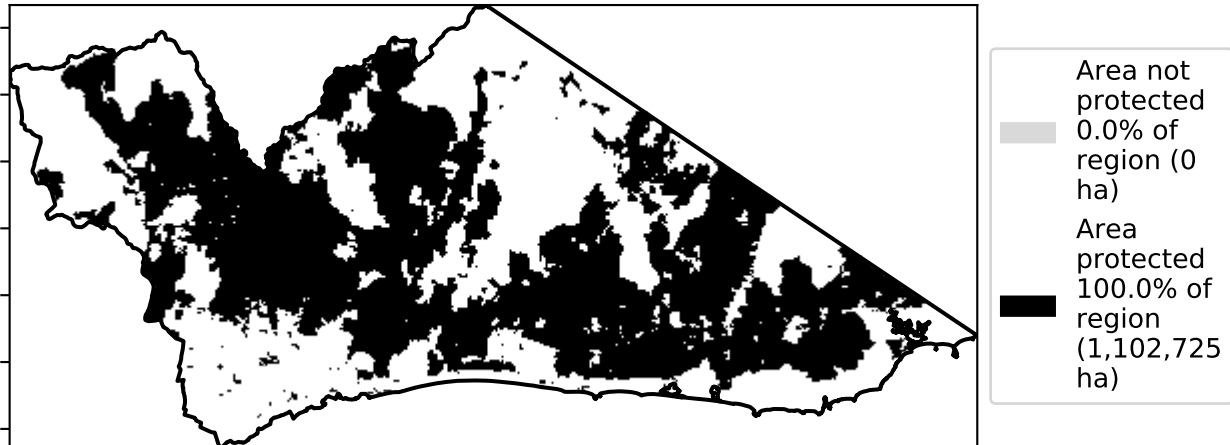 Area not
protected
0.0% of
region (0
ha)
Area
protected
100.0% of
region
(1,102,725
ha)